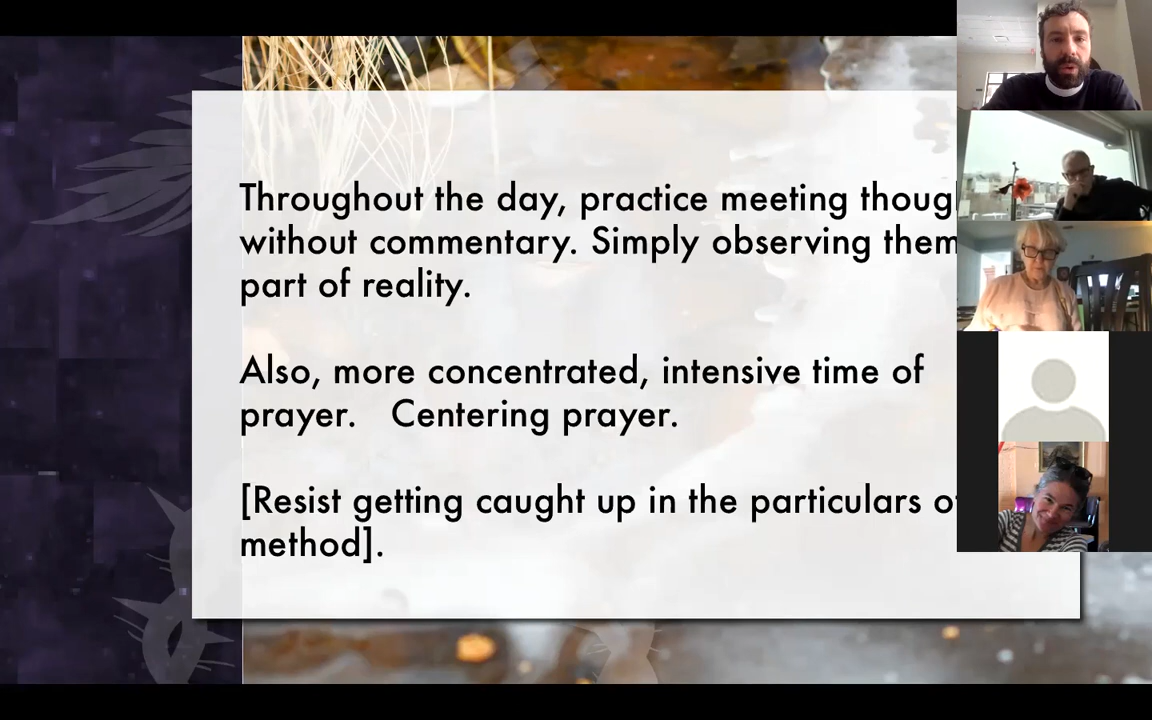 Throughout the day, practice meeting
without commentary. Simply observing them
part of reality.
Also, more concentrated, intensive time of
prayer. Centering prayer.
[Resist getting caught up in the particulars
method].